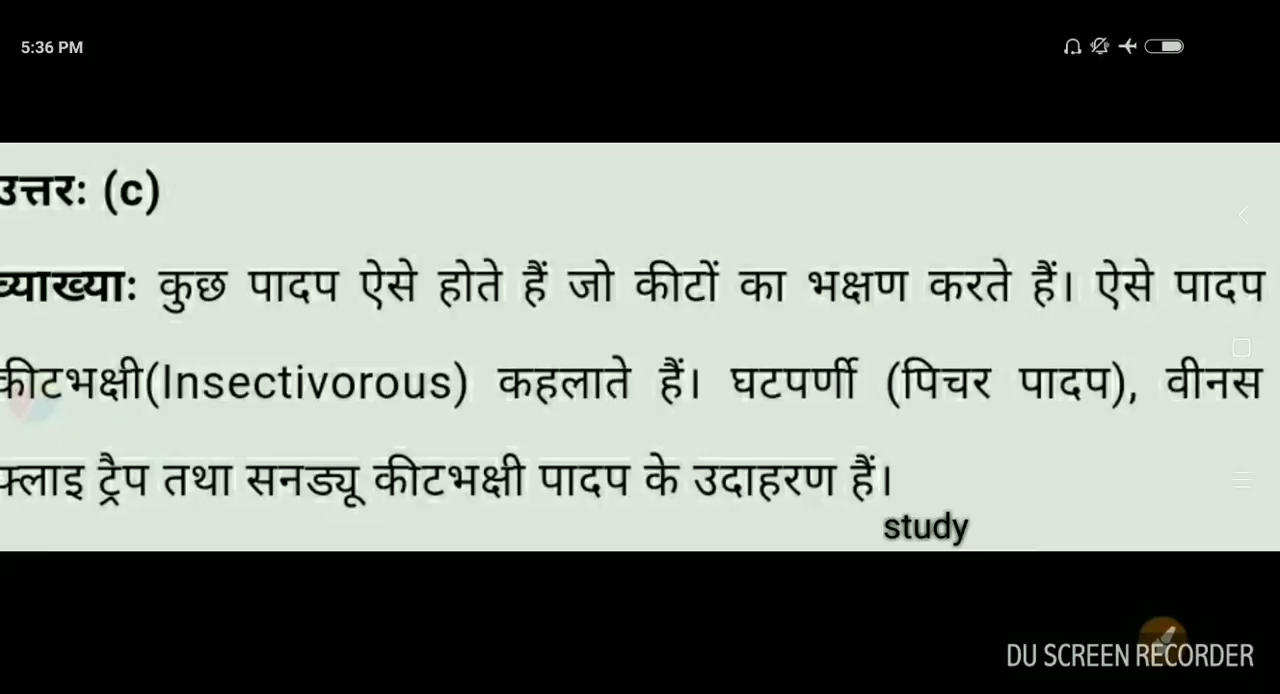 5:36 PM
उत्तरः (c)
व्याख्याः कुछ पादप ऐसे होते हैं जो कीटों का भक्षण करते हैं। ऐसे पादप
कीटभक्षी(Insectivorous) कहलाते हैं। घटपर्णी (पिचर पादप), वीनस
फ्लाइ ट्रैप तथा सनड्यू कीटभक्षी पादप के उदाहरण हैं।
study
DU SCREEN RECORDER